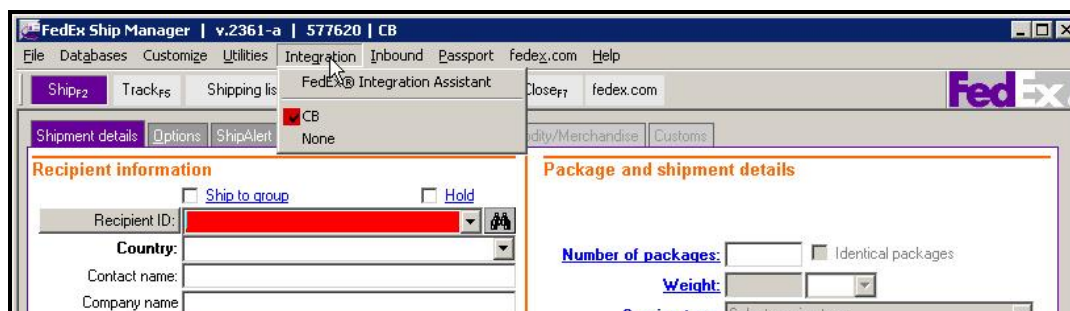 FedEx Ship Manager | v.2361-a | 577620 | CB
File Databases Customize Utilities Integration Inbound Passport fedex.com Help
FedEx® Integration Assistant
CB
None
ShipF2 TrackF5 Shipping lis CloseF7 fedex.com FedEx
Shipment details Options ShipAlert dity/Merchandise Customs
Recipient information
Ship to group Hold
Recipient ID:
Country:
Contact name:
Company name
Package and shipment details
Number of packages: Identical packages
Weight: